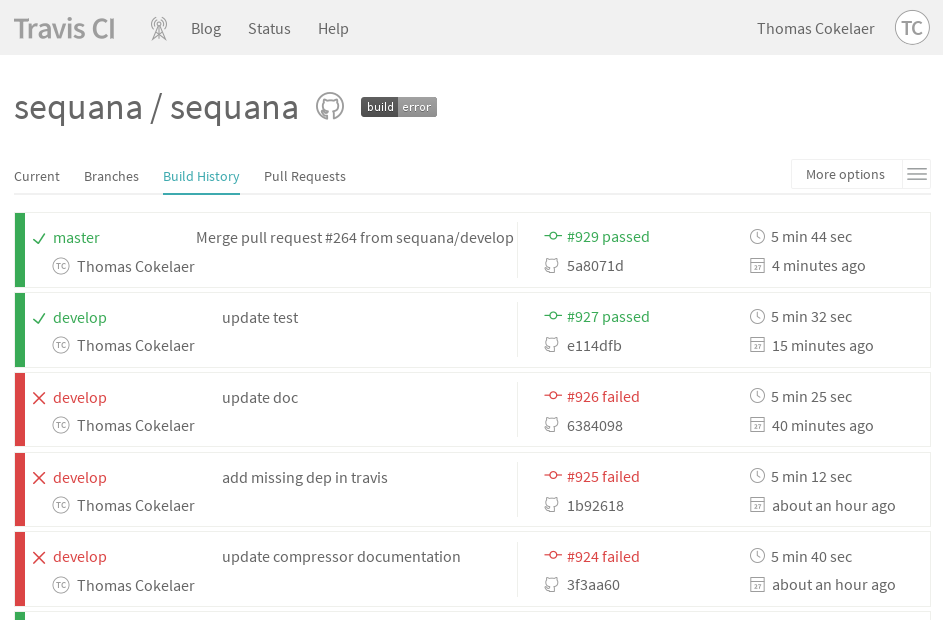 Travis CI Blog Status Help Thomas Cokelaer TC
sequana / sequana build error
Current Branches Build History Pull Requests More options
master Merge pull request #264 from sequana/develop #929 passed 5 min 44 sec
TC Thomas Cokelaer 5a8071d 27 4 minutes ago
develop update test #927 passed 5 min 32 sec
TC Thomas Cokelaer e114dfb 27 15 minutes ago
develop update doc #926 failed 5 min 25 sec
TC Thomas Cokelaer 6384098 27 40 minutes ago
develop add missing dep in travis #925 failed 5 min 12 sec
TC Thomas Cokelaer 1b92618 27 about an hour ago
develop update compressor documentation #924 failed 5 min 40 sec
TC Thomas Cokelaer 3f3aa60 27 about an hour ago